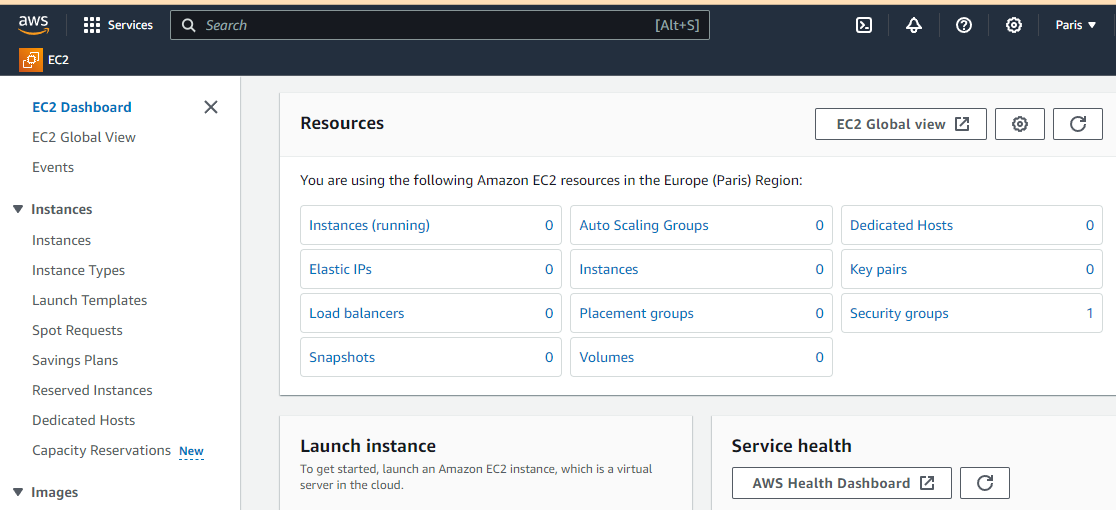 aws
Services
Search
[Alt+S]
Paris
EC2
EC2 Dashboard
EC2 Global View
Events
Instances
Instances
Instance Types
Launch Templates
Spot Requests
Savings Plans
Reserved Instances
Dedicated Hosts
Capacity Reservations New
Images
Resources
EC2 Global view
You are using the following Amazon EC2 resources in the Europe (Paris) Region:
Instances (running) 0
Auto Scaling Groups 0
Dedicated Hosts 0
Elastic IPs 0
Instances 0
Key pairs 0
Load balancers 0
Placement groups 0
Security groups 1
Snapshots 0
Volumes 0
Launch instance
To get started, launch an Amazon EC2 instance, which is a virtual
server in the cloud.
Service health
AWS Health Dashboard